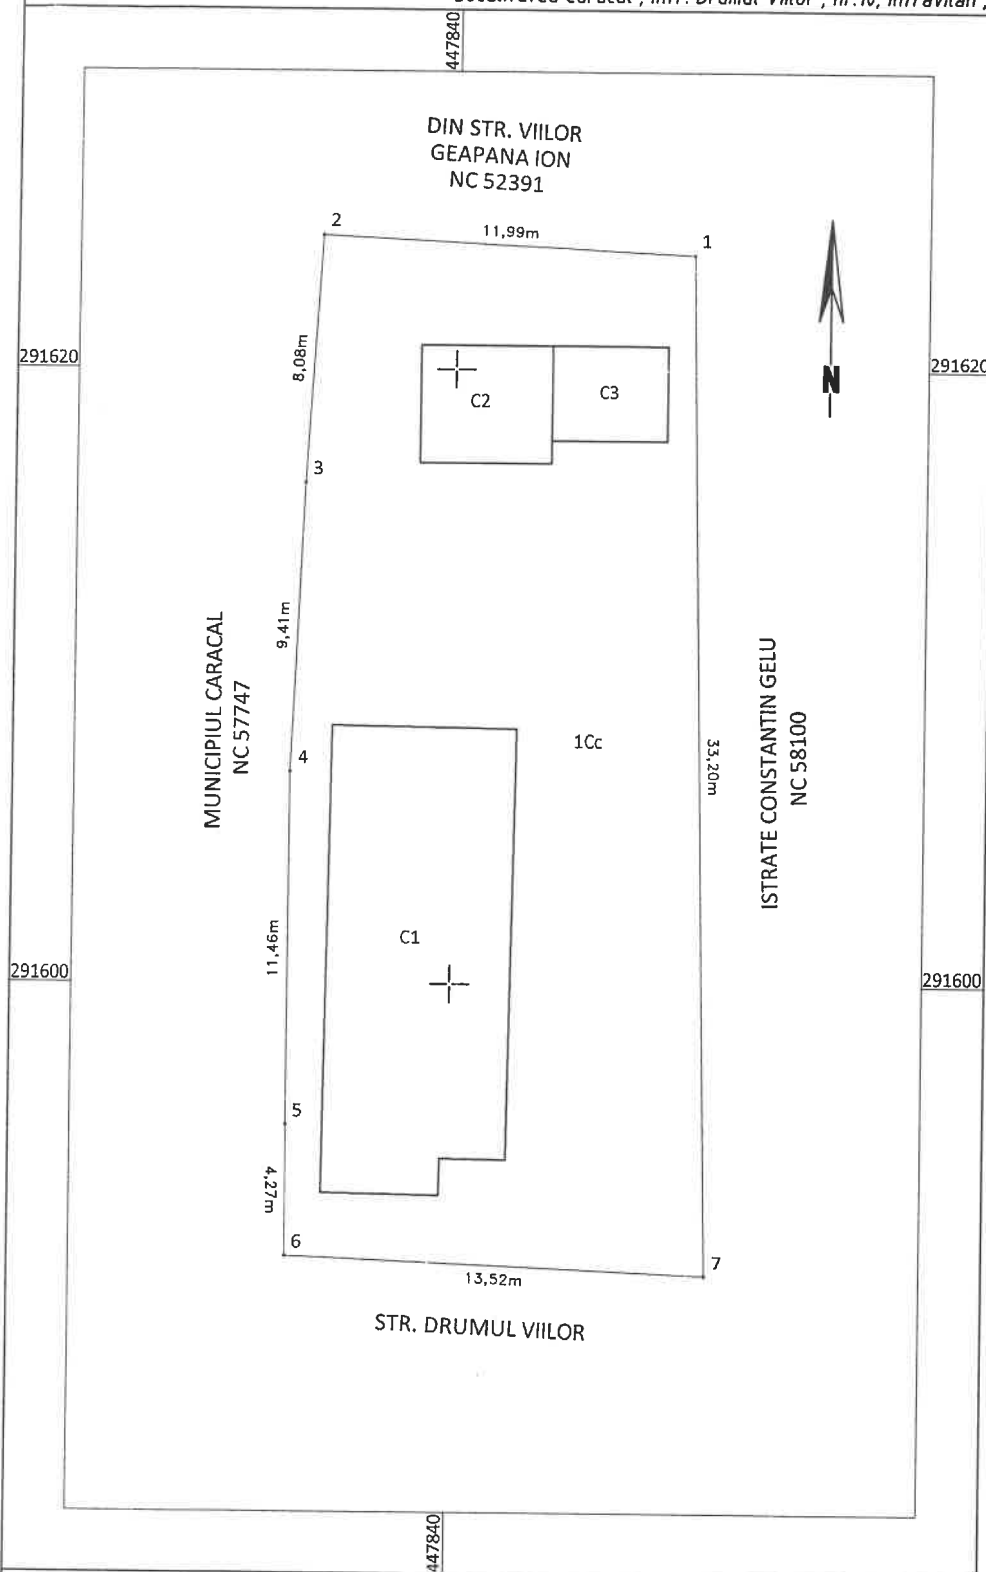 447840
DIN STR. VIILOR
GEAPANA ION
NC 52391
2
11,99m
1
8,08m
291620
291620
N
C2
C3
3
9,41m
MUNICIPIUL CARACAL
NC 57747
4
1Cc
33,20m
ISTRATE CONSTANTIN GELU
NC 58100
C1
11,46m
291600
291600
5
4,27m
6
7
13,52m
STR. DRUMUL VIILOR
447840